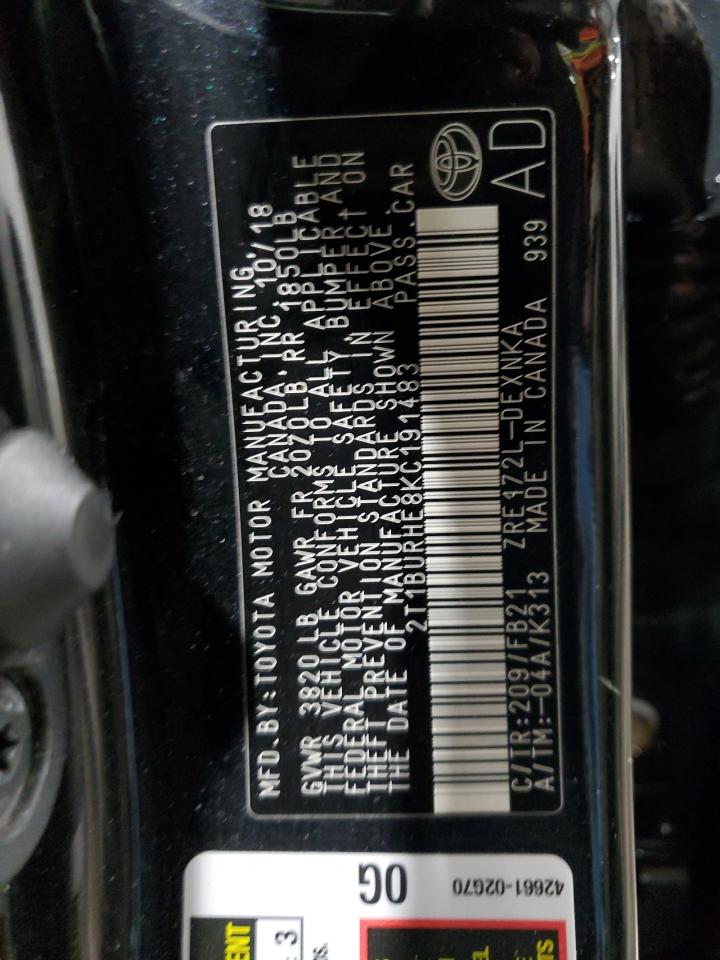 MFD.BY:TOYOTA MOTOR MANUFACTURING
CANADA,INC. 10/18
GVWR 3820 LB GAWR FR 2070LB,RR 1850LB
THIS VEHICLE CONFORMS TO ALL APPLICABLE
FEDERAL MOTOR VEHICLE SAFETY, BUMPER AND
THEFT PREVENTION STANDARDS IN EFFECT ON
THE DATE OF MANUFACTURE SHOWN ABOVE.
2T1BURHE8KC191483 PASS.CAR
C/TR:209/FB21 ZRE172L-DEXNKA
A/TM:-04A/K313 MADE IN CANADA 939
AD
0G
42661-02G70
3